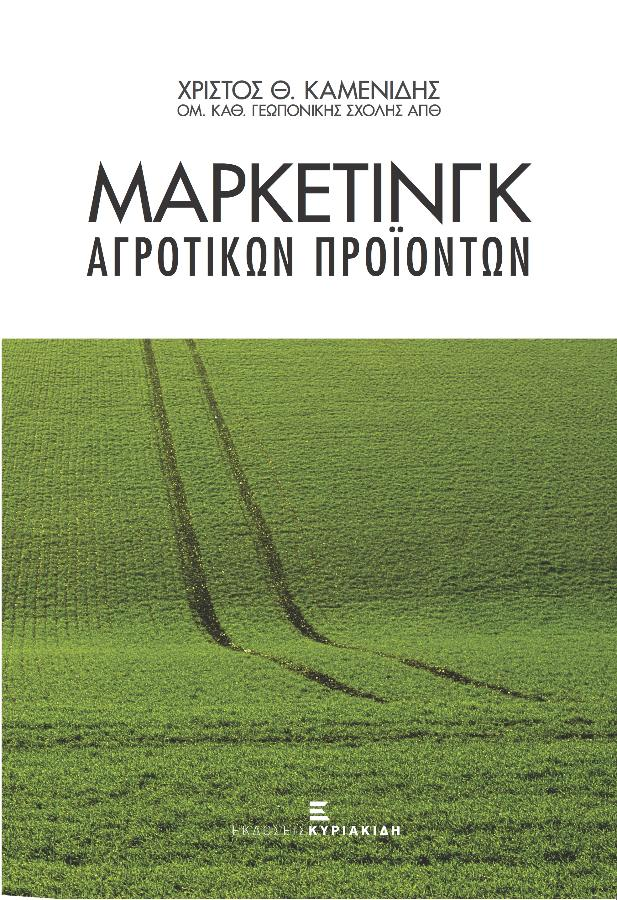 ΧΡΙΣΤΟΣ Θ. ΚΑΜΕΝΙΔΗΣ
ΟΜ. ΚΑΘ. ΓΕΩΠΟΝΙΚΗΣ ΣΧΟΛΗΣ ΑΠΘ
ΜΑΡΚΕΤΙΝΓΚ
ΑΓΡΟΤΙΚΩΝ ΠΡΟΪΟΝΤΩΝ
ΕΚΔΟΣΕΙΣ ΚΥΡΙΑΚΙΔΗ